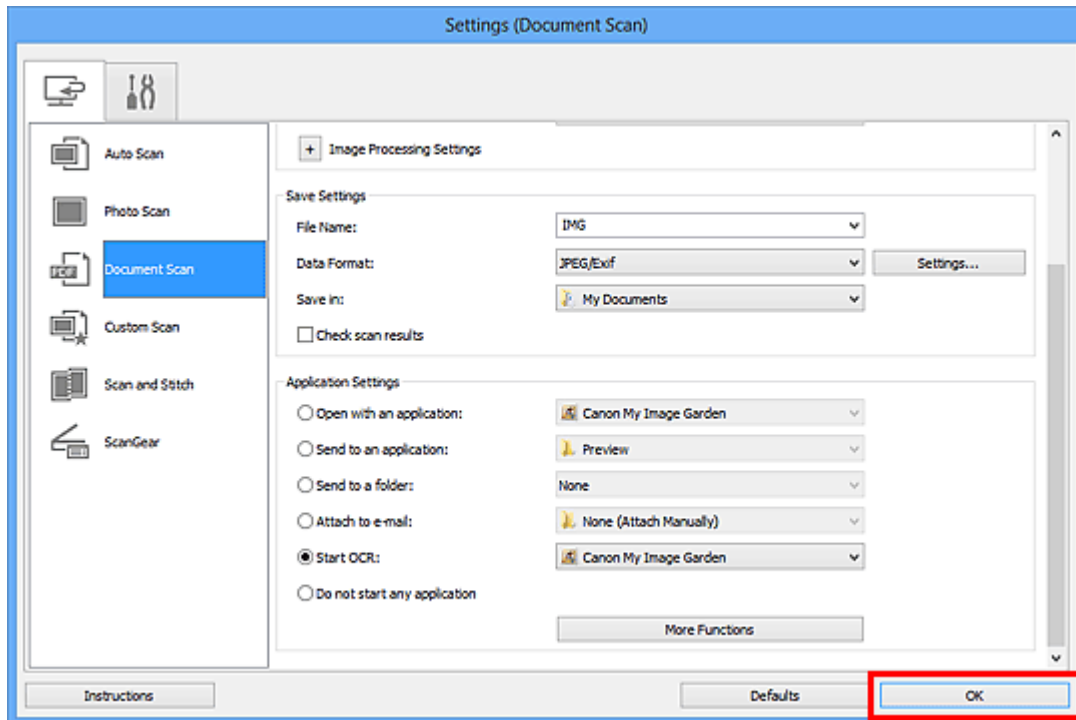 Settings (Document Scan)
Auto Scan
Photo Scan
PDF
Document Scan
Custom Scan
Scan and Stitch
ScanGear
+ Image Processing Settings
Save Settings
File Name: IMG
Data Format: JPEG/Exif Settings...
Save in: My Documents
Check scan results
Application Settings
Open with an application: Canon My Image Garden
Send to an application: Preview
Send to a folder: None
Attach to e-mail: None (Attach Manually)
Start OCR: Canon My Image Garden
Do not start any application
More Functions
Instructions Defaults OK